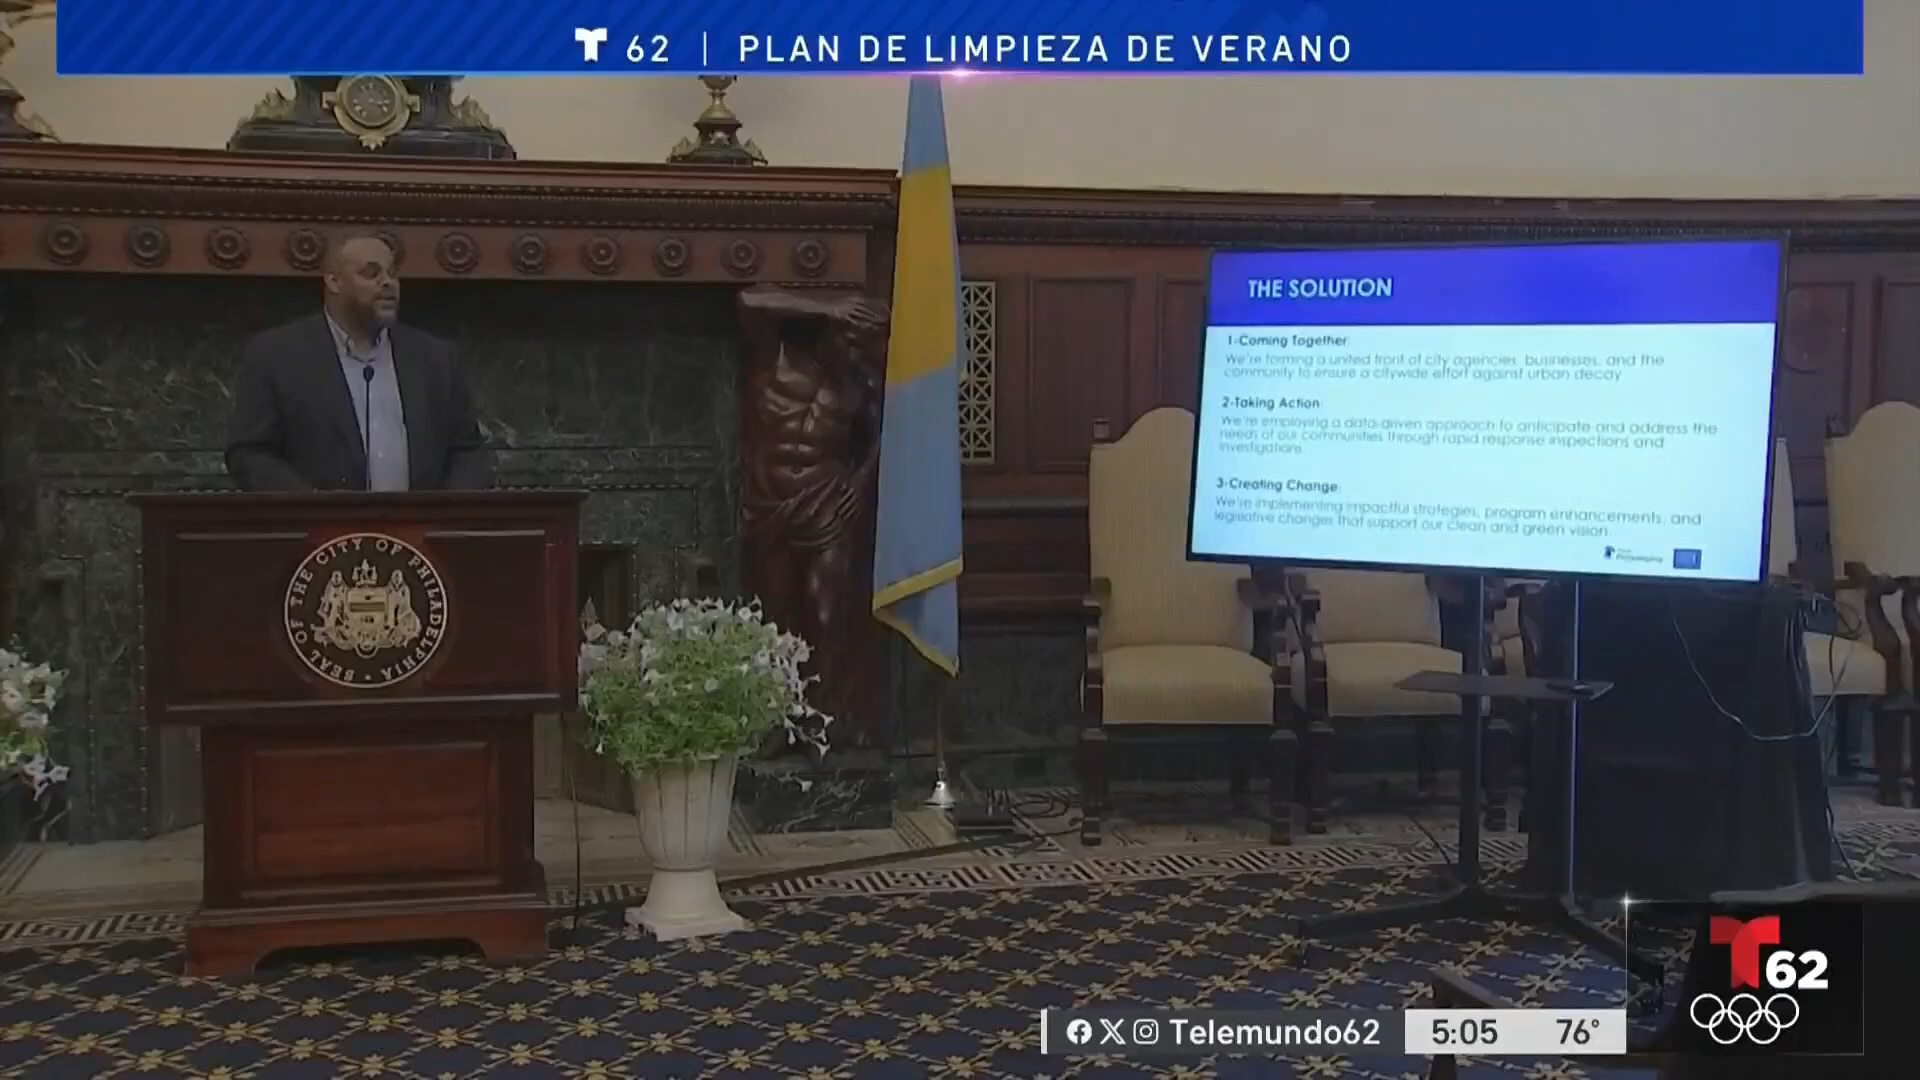 T 62 | PLAN DE LIMPIEZA DE VERANO
THE SOLUTION
1-Coming Together:
We're forming a united front of city agencies, businesses, and the
community to ensure a citywide effort against urban decay
2-Taking Action:
We're employing a data-driven approach to anticipate and address the
needs of our communities through rapid response inspections and
investigations.
3-Creating Change:
We're implementing impactful strategies, program enhancements, and
legislative changes that support our clean and green vision.
SEAL OF THE CITY OF PHILADELPHIA
T62
Telemundo62
5:05 76°